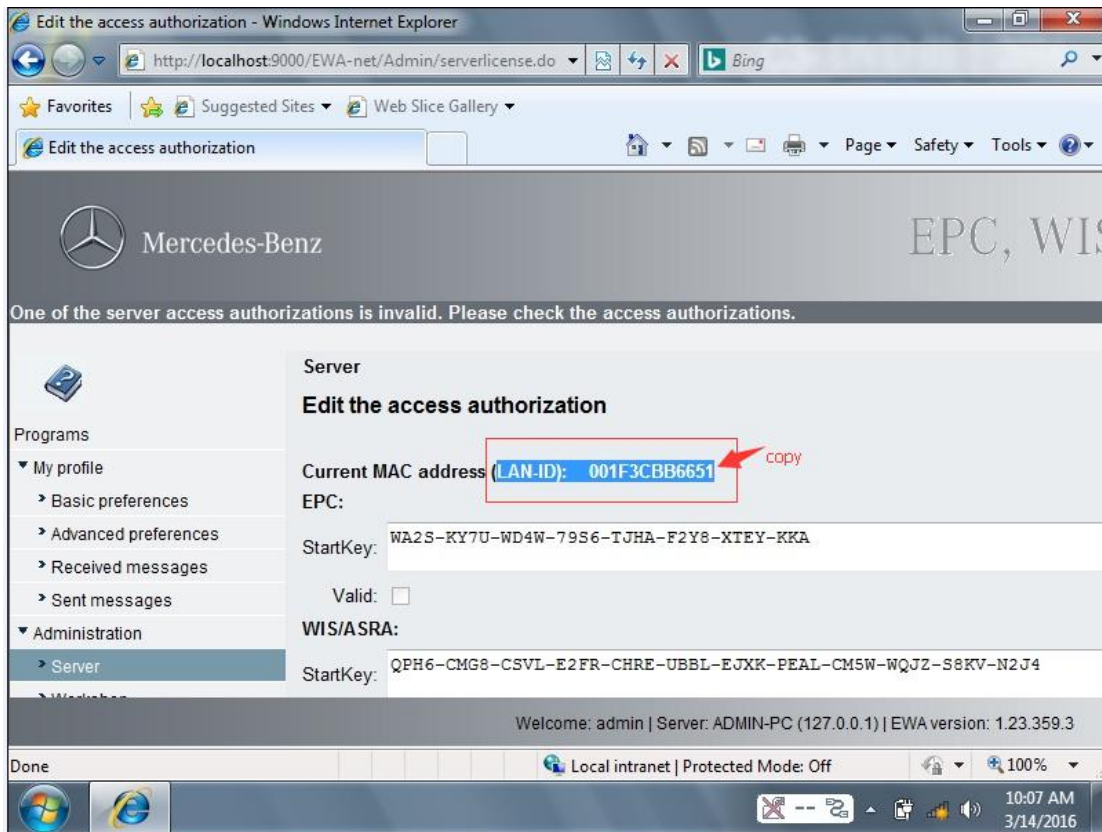 Edit the access authorization - Windows Internet Explorer
http://localhost:9000/EWA-net/Admin/serverlicense.do
Bing
Favorites Suggested Sites Web Slice Gallery
Edit the access authorization
Page Safety Tools
Mercedes-Benz
EPC, WIS
One of the server access authorizations is invalid. Please check the access authorizations.
Server
Edit the access authorization
Programs
My profile
Basic preferences
Advanced preferences
Received messages
Sent messages
Administration
Server
Workshop
Current MAC address (LAN-ID): 001F3CBB6651
copy
EPC:
StartKey: WA2S-KY7U-WD4W-79S6-TJHA-F2Y8-XTEY-KKA
Valid:
WIS/ASRA:
StartKey: QPH6-CMG8-CSVL-E2FR-CHRE-UBBL-EJXK-PEAL-CM5W-WQJZ-S8KV-N2J4
Welcome: admin | Server: ADMIN-PC (127.0.0.1) | EWA version: 1.23.359.3
Done
Local intranet | Protected Mode: Off
100%
10:07 AM
3/14/2016